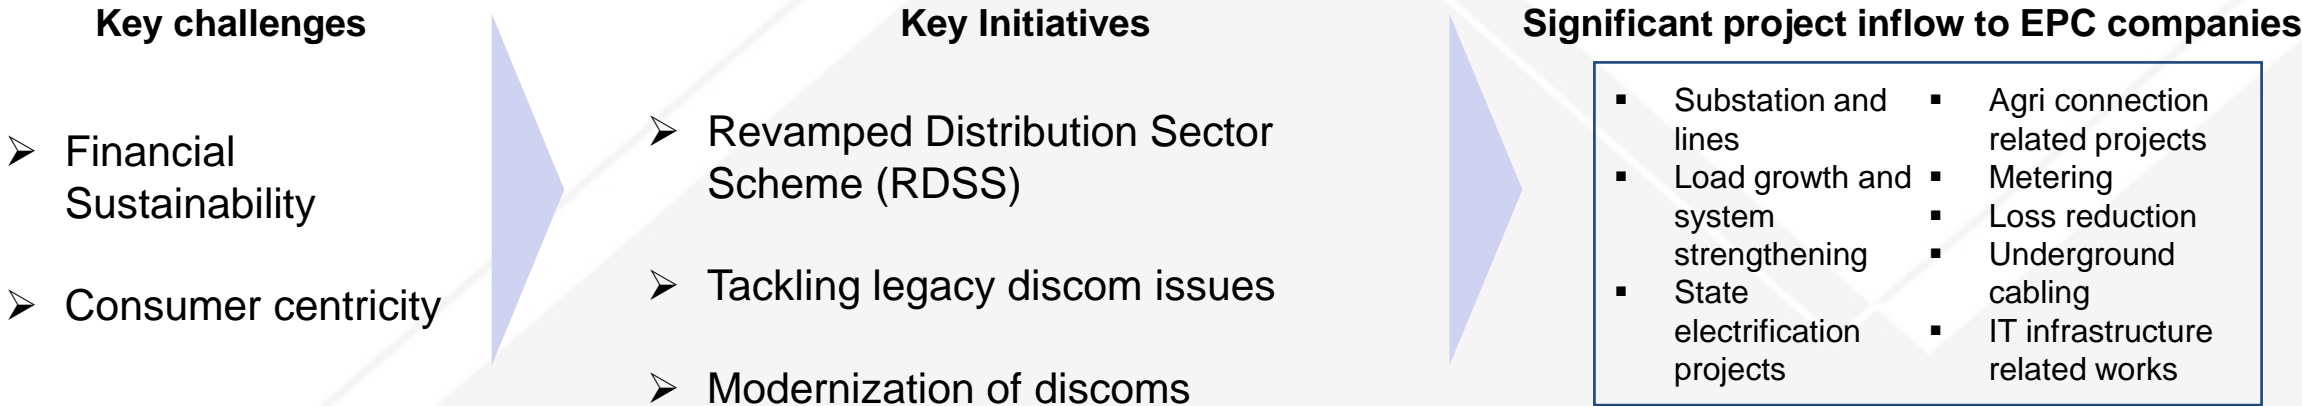 Key challenges
➢ Financial
Sustainability
➢ Consumer centricity
Key Initiatives
➢ Revamped Distribution Sector
Scheme (RDSS)
➢ Tackling legacy discom issues
➢ Modernization of discoms
Significant project inflow to EPC companies
▪ Substation and
lines
▪ Load growth and
system
strengthening
▪ State
electrification
projects
▪ Agri connection
related projects
▪ Metering
▪ Loss reduction
▪ Underground
cabling
▪ IT infrastructure
related works